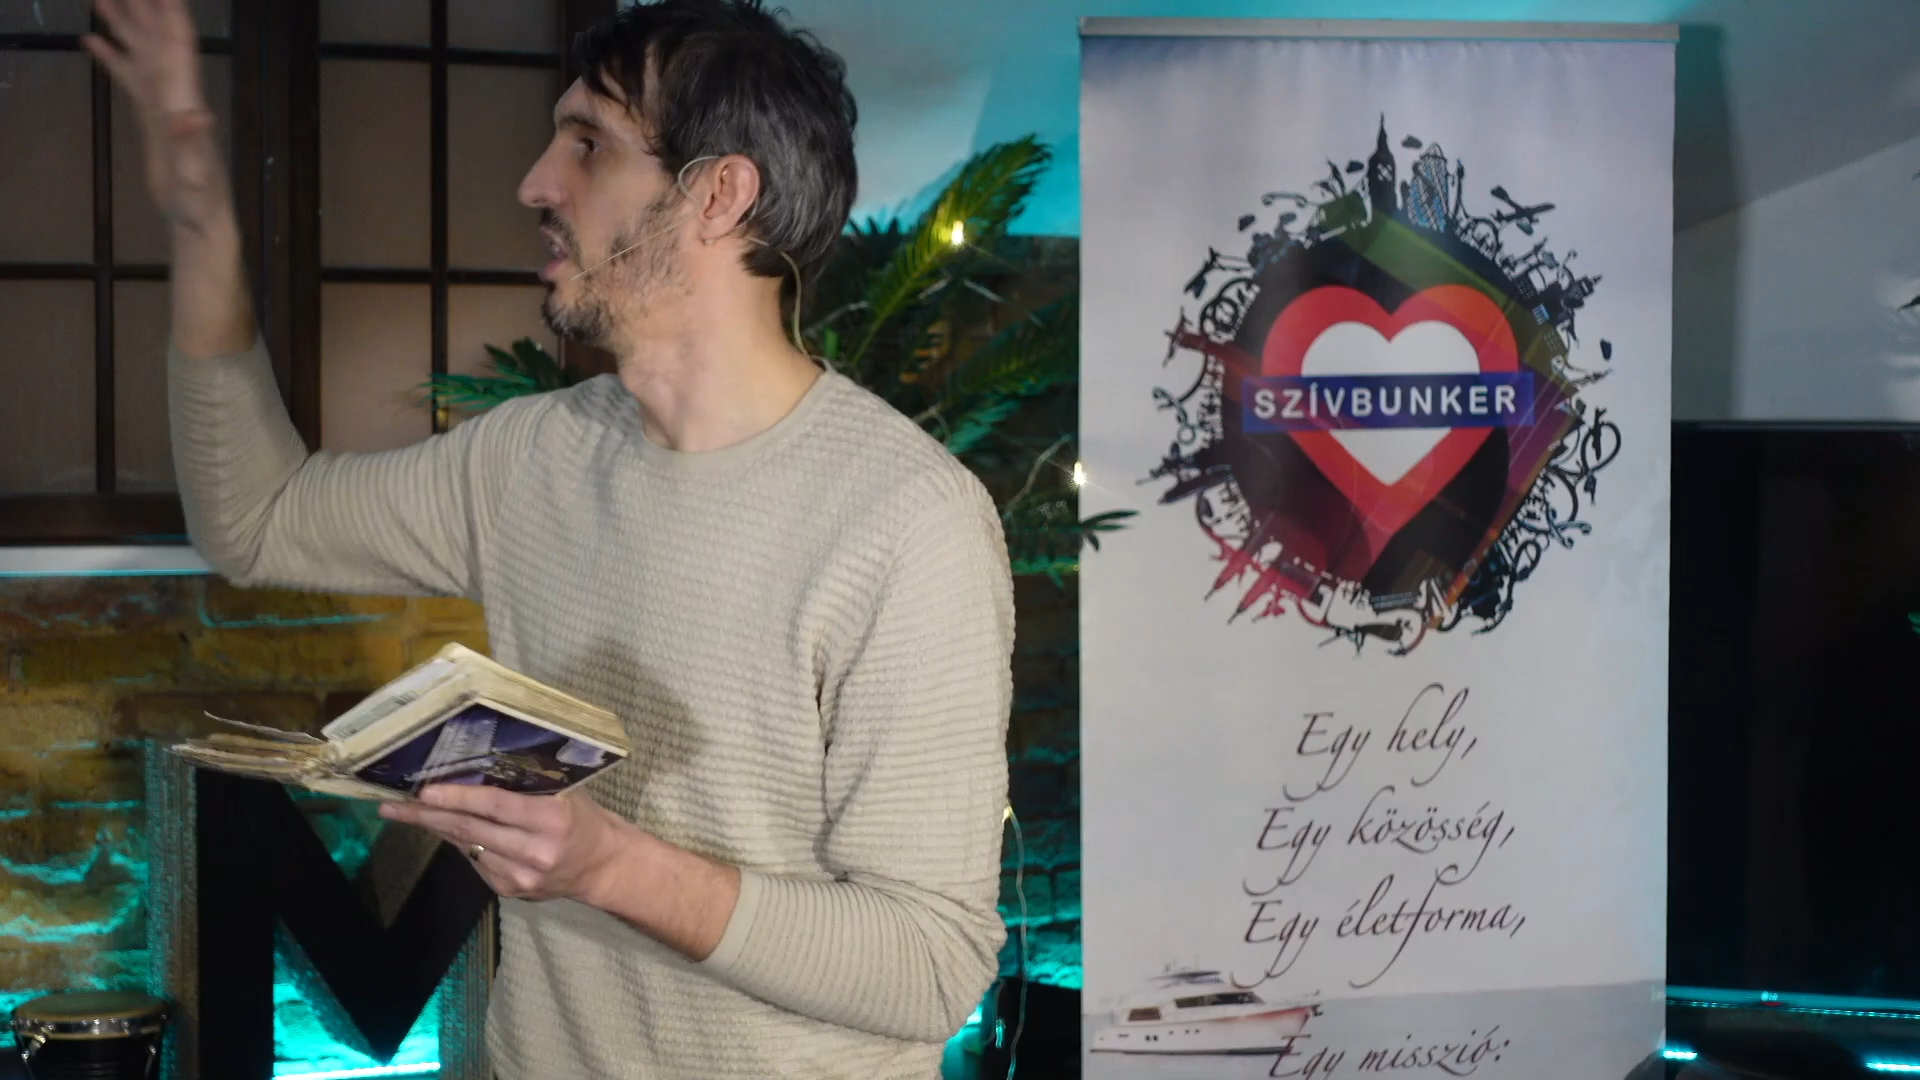 SZÍVBUNKER
Egy hely,
Egy közösség,
Egy életforma,
Egy misszió: